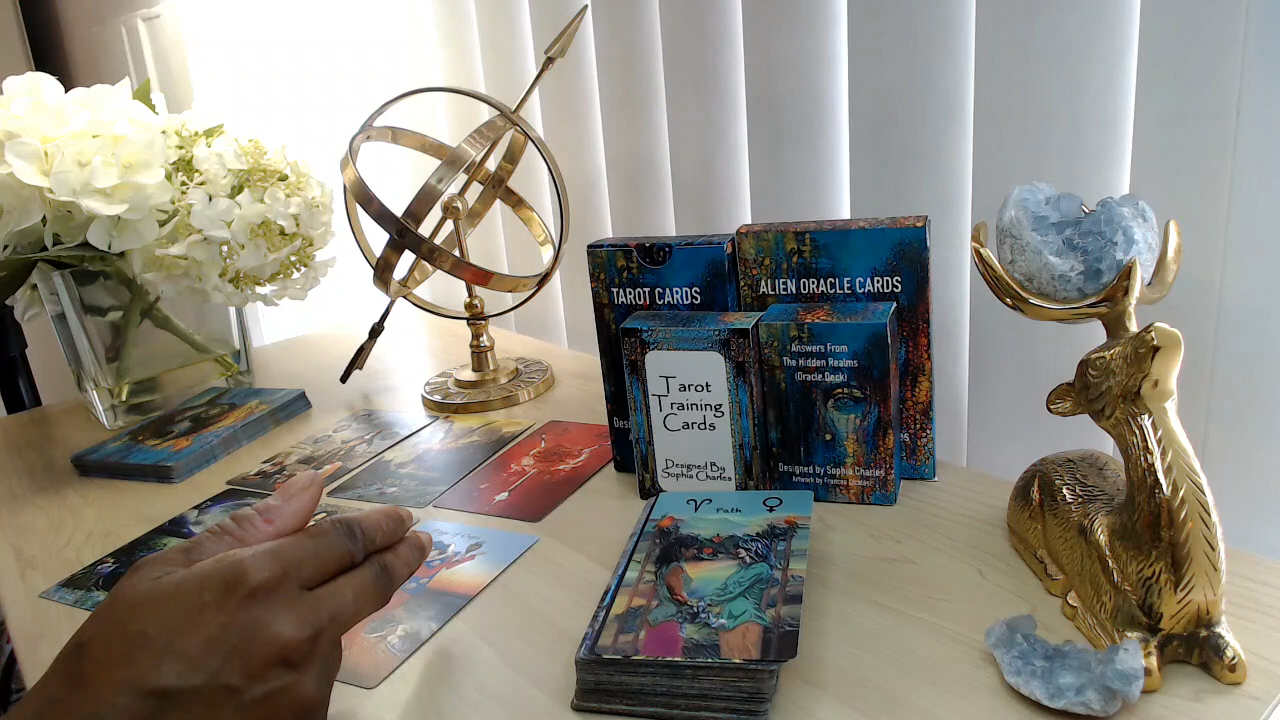 TAROT CARDS
ALIEN ORACLE CARDS
Tarot
Training
Cards
Designed By
Sophia Charles
Answers From
The Hidden Realms
(Oracle Deck)
Designed by Sophia Charles
♈ Path ♀